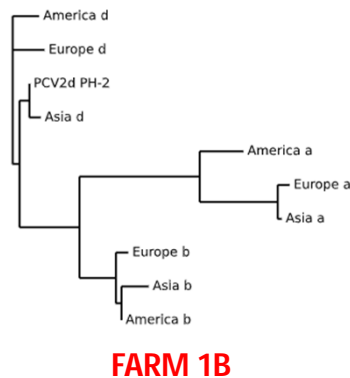 America d
Europe d
PCV2d PH-2
Asia d
America a
Europe a
Asia a
Europe b
Asia b
America b
FARM 1B